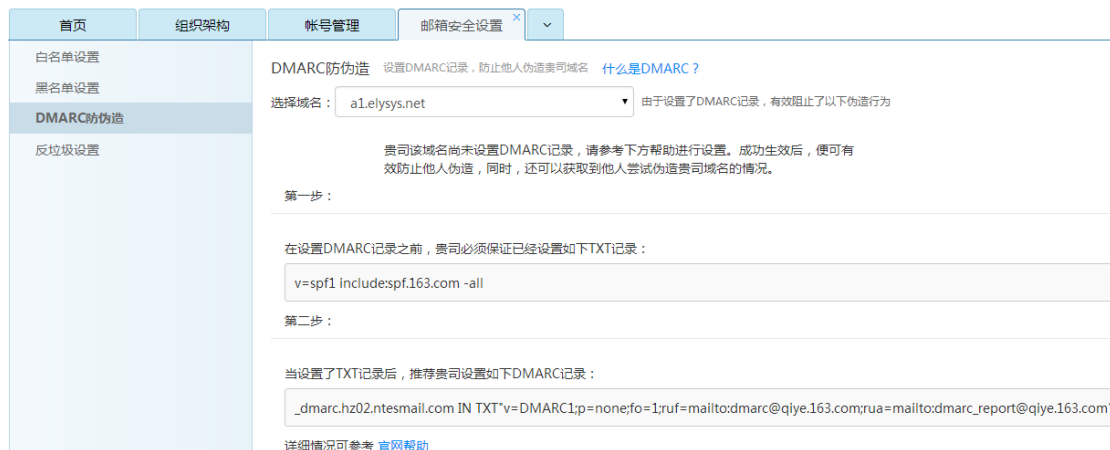 首页 组织架构 帐号管理 邮箱安全设置
白名单设置
黑名单设置
DMARC防伪造
反垃圾设置
DMARC防伪造 设置DMARC记录，防止他人伪造贵司域名 什么是DMARC？
选择域名： a1.elysys.net 由于设置了DMARC记录，有效阻止了以下伪造行为
贵司该域名尚未设置DMARC记录，请参考下方帮助进行设置。成功生效后，便可有
效防止他人伪造，同时，还可以获取到他人尝试伪造贵司域名的情况。
第一步：
在设置DMARC记录之前，贵司必须保证已经设置如下TXT记录：
v=spf1 include:spf.163.com -all
第二步：
当设置了TXT记录后，推荐贵司设置如下DMARC记录：
_dmarc.hz02.ntesmail.com IN TXT"v=DMARC1;p=none;fo=1;ruf=mailto:dmarc@qiye.163.com;rua=mailto:dmarc_report@qiye.163.com"
详细情况可参考 官网帮助